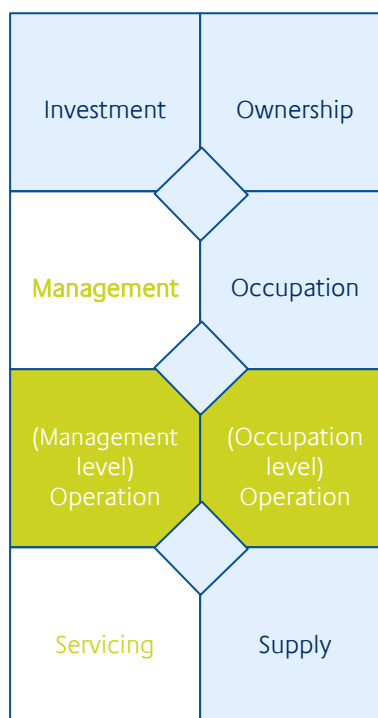 Investment
Ownership
Management
Occupation
(Management
level)
Operation
(Occupation
level)
Operation
Servicing
Supply